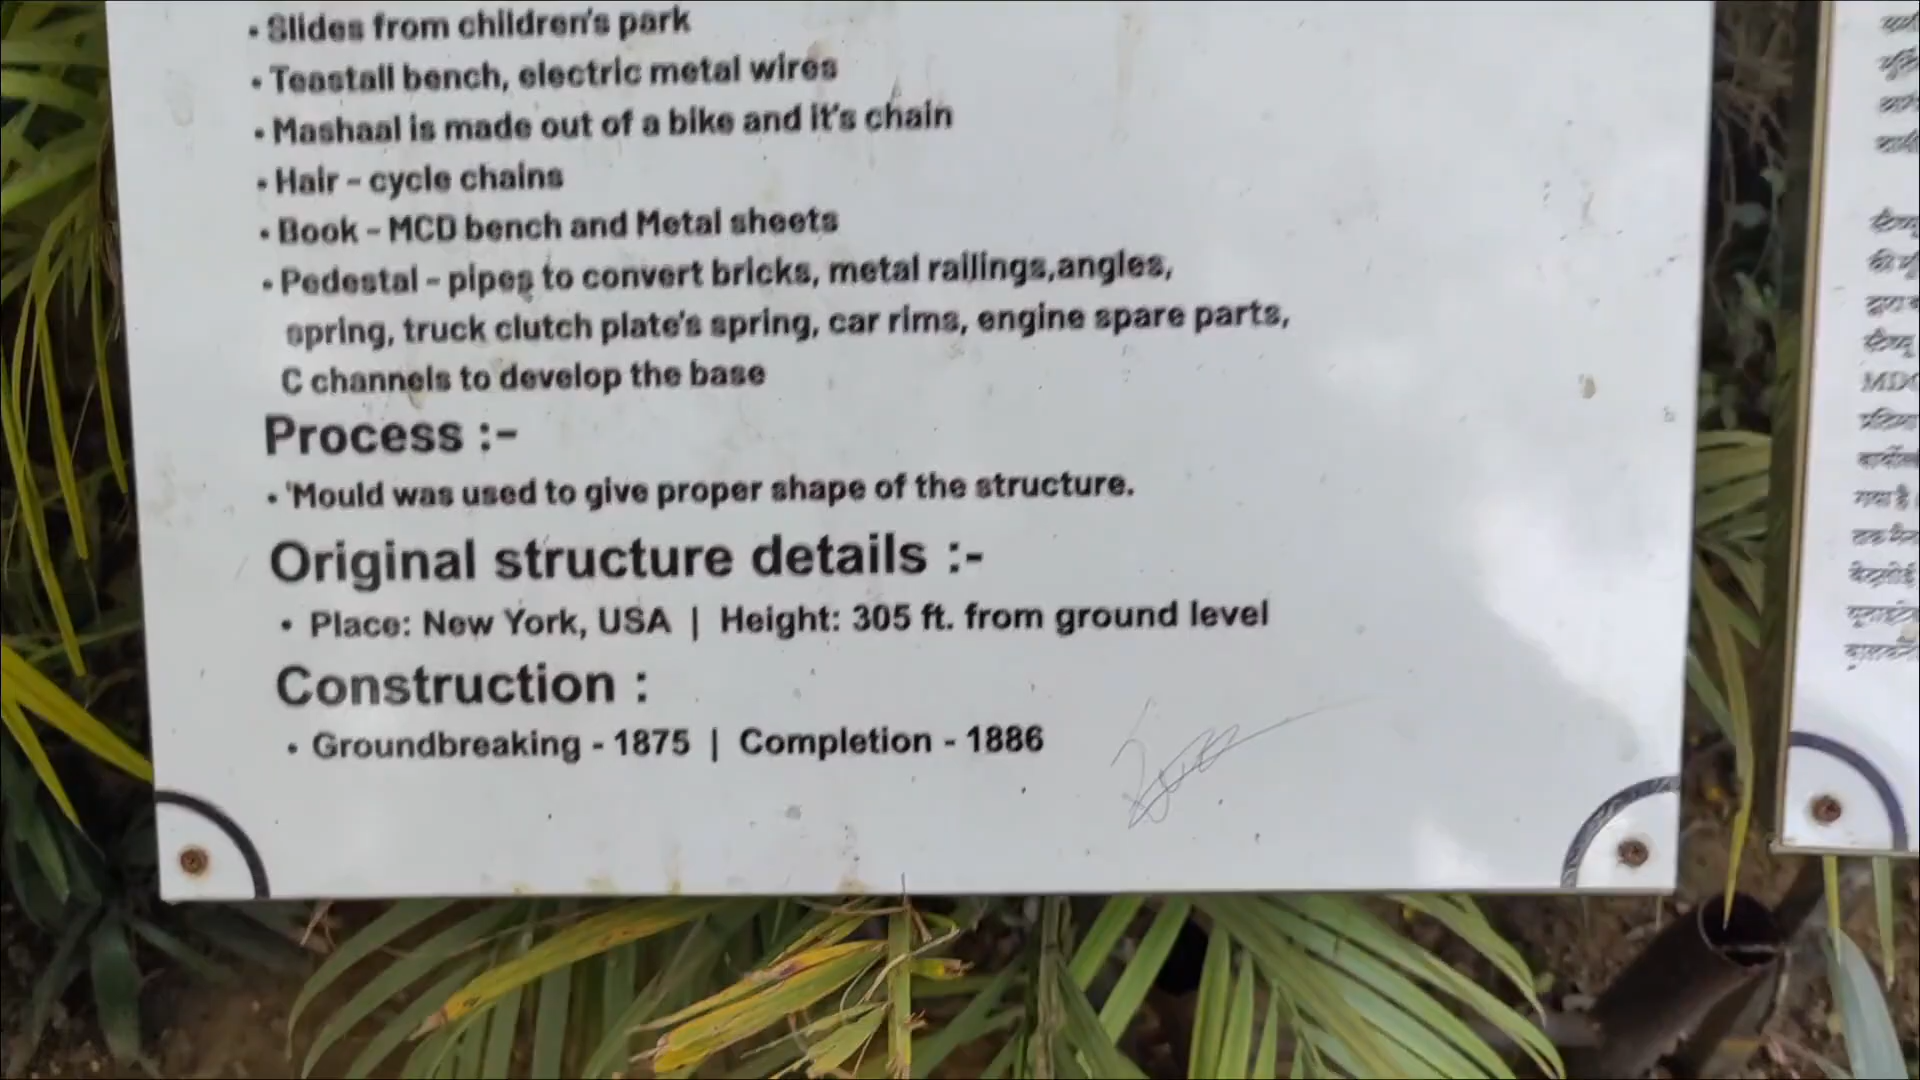 • Slides from children's park
• Teastall bench, electric metal wires
• Mashaal is made out of a bike and it's chain
• Hair - cycle chains
• Book - MCD bench and Metal sheets
• Pedestal - pipes to convert bricks, metal railings,angles,
spring, truck clutch plate's spring, car rims, engine spare parts,
C channels to develop the base
Process :-
• 'Mould was used to give proper shape of the structure.
Original structure details :-
• Place: New York, USA | Height: 305 ft. from ground level
Construction :
• Groundbreaking - 1875 | Completion - 1886